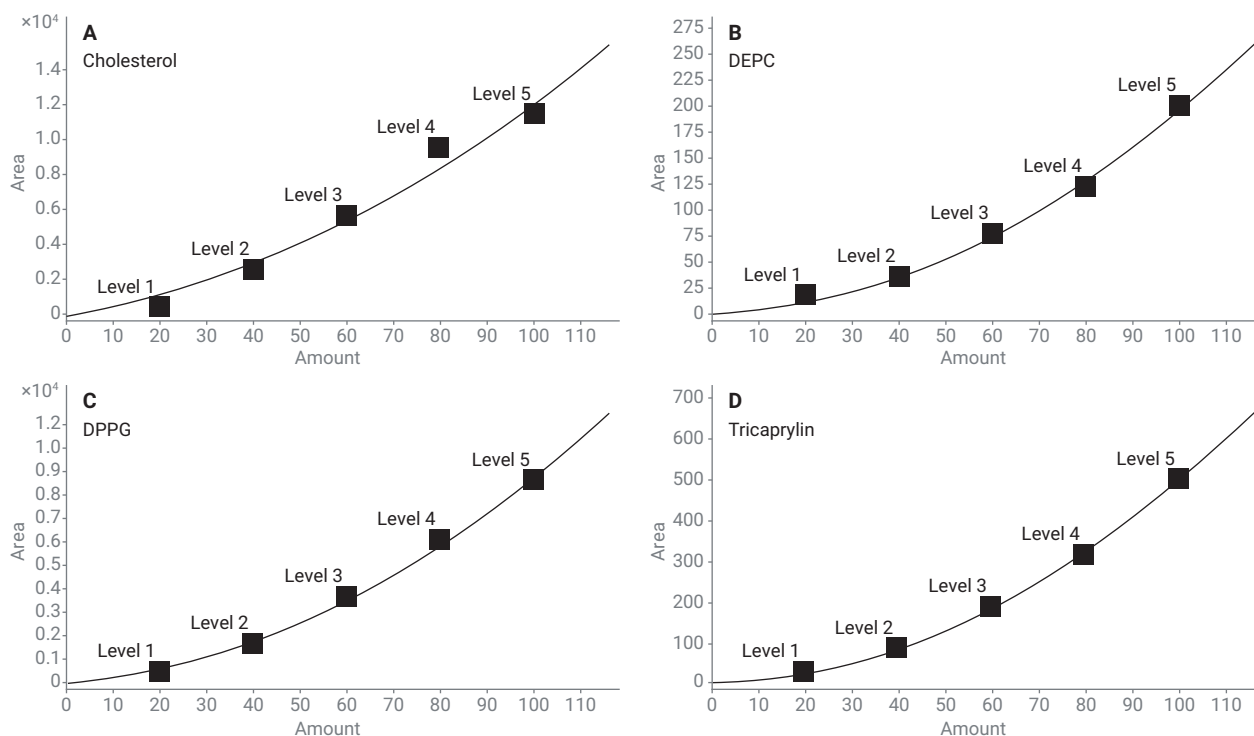 ×10⁴
A
Cholesterol
1.4
1.2
1.0
0.8
0.6
0.4
0.2
0
Area
Level 1
Level 2
Level 3
Level 4
Level 5
0 10 20 30 40 50 60 70 80 90 100 110
Amount
B
DEPC
275
250
225
200
175
150
125
100
75
50
25
0
Area
Level 1
Level 2
Level 3
Level 4
Level 5
0 10 20 30 40 50 60 70 80 90 100 110
Amount
×10⁴
C
DPPG
1.2
1.0
0.9
0.8
0.7
0.6
0.5
0.4
0.3
0.2
0.1
0
Area
Level 1
Level 2
Level 3
Level 4
Level 5
0 10 20 30 40 50 60 70 80 90 100 110
Amount
D
Tricaprylin
700
600
500
400
300
200
100
0
Area
Level 1
Level 2
Level 3
Level 4
Level 5
0 10 20 30 40 50 60 70 80 90 100 110
Amount